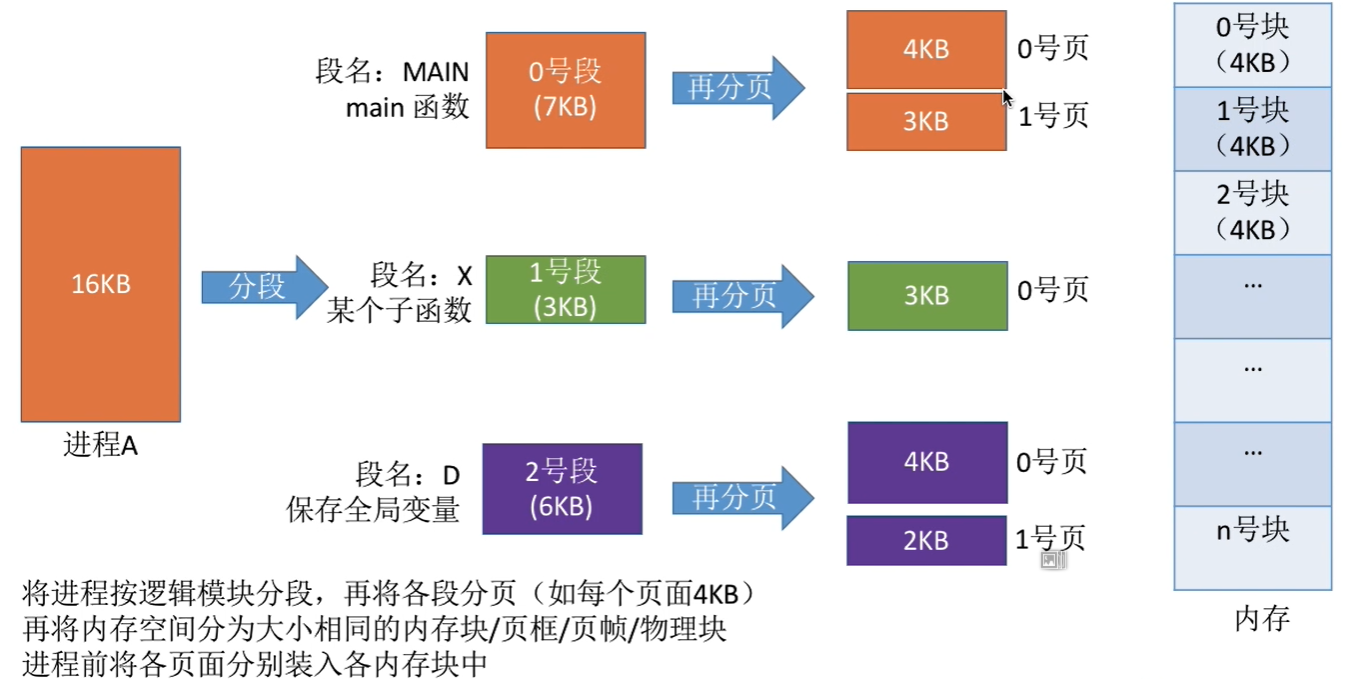 16KB
进程A
分段
段名：MAIN
main 函数
0号段
(7KB)
再分页
4KB
0号页
3KB
1号页
段名：X
某个子函数
1号段
(3KB)
再分页
3KB
0号页
段名：D
保存全局变量
2号段
(6KB)
再分页
4KB
0号页
2KB
1号页
0号块
（4KB）
1号块
（4KB）
2号块
（4KB）
...
...
...
n号块
内存
将进程按逻辑模块分段，再将各段分页（如每个页面4KB）
再将内存空间分为大小相同的内存块/页框/页帧/物理块
进程前将各页面分别装入各内存块中